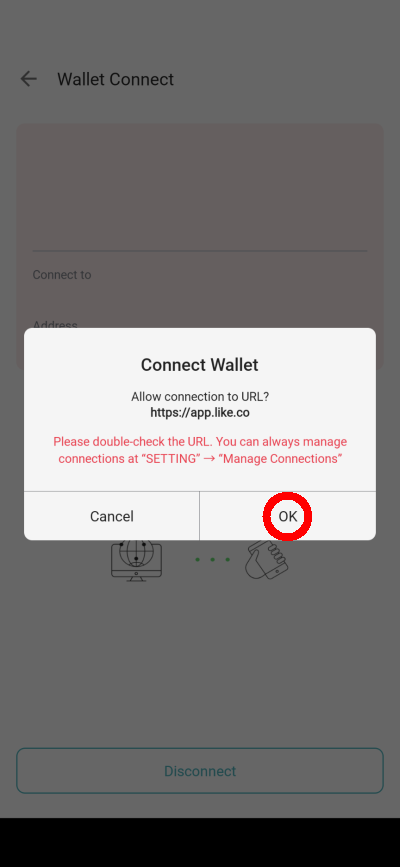 Wallet Connect
Connect to
Address
Connect Wallet
Allow connection to URL?
https://app.like.co
Please double-check the URL. You can always manage
connections at “SETTING” → “Manage Connections”
Cancel
OK
Disconnect